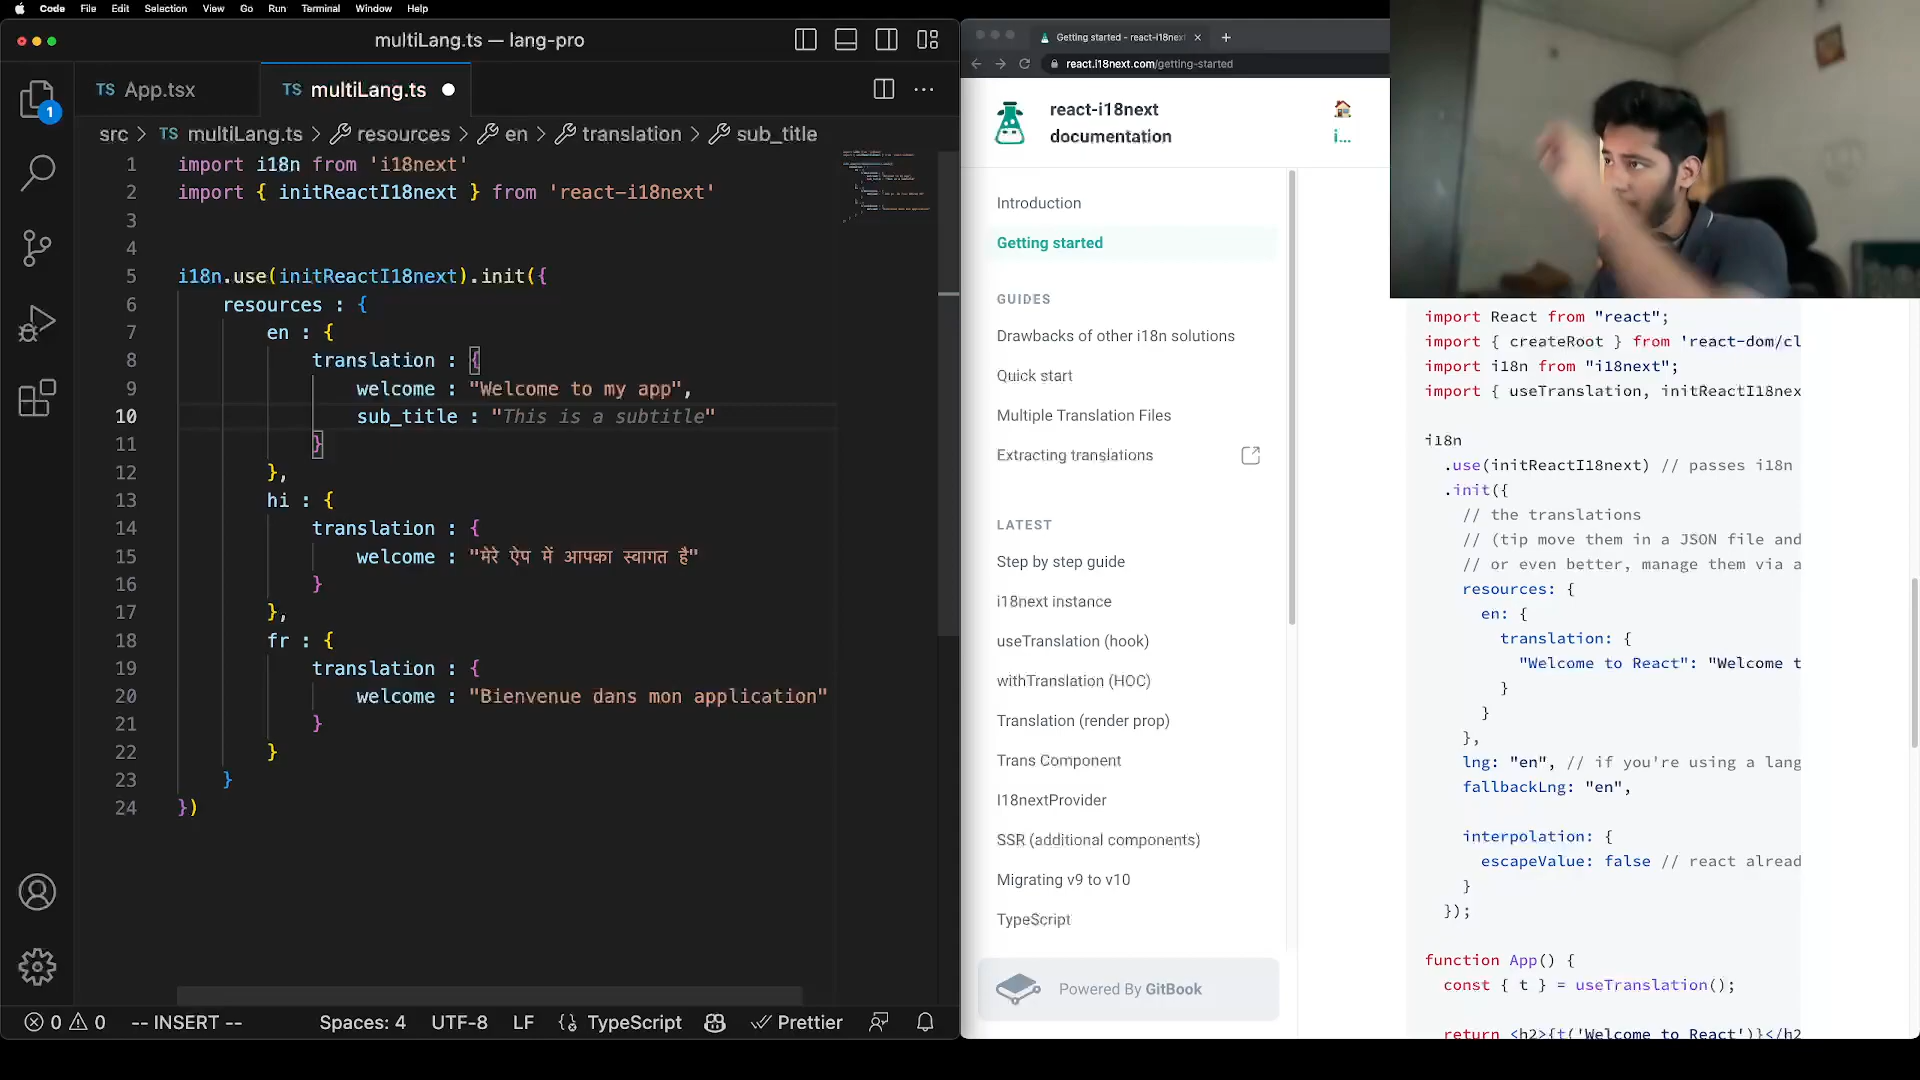 Code File Edit Selection View Go Run Terminal Window Help
multiLang.ts — lang-pro
TS App.tsx
TS multiLang.ts
src > TS multiLang.ts > resources > en > translation > sub_title
1 import i18n from 'i18next'
2 import { initReactI18next } from 'react-i18next'
3
4
5 i18n.use(initReactI18next).init({
6 resources : {
7 en : {
8 translation : {
9 welcome : "Welcome to my app",
10 sub_title : "This is a subtitle"
11 }
12 },
13 hi : {
14 translation : {
15 welcome : "मेरे ऐप में आपका स्वागत है"
16 }
17 },
18 fr : {
19 translation : {
20 welcome : "Bienvenue dans mon application"
21 }
22 }
23 }
24 })
1
0 0 -- INSERT -- Spaces: 4 UTF-8 LF {} TypeScript Prettier
Getting started - react-i18nex
react.i18next.com/getting-started
react-i18next
documentation
i...
Introduction
Getting started
GUIDES
Drawbacks of other i18n solutions
Quick start
Multiple Translation Files
Extracting translations
LATEST
Step by step guide
i18next instance
useTranslation (hook)
withTranslation (HOC)
Translation (render prop)
Trans Component
I18nextProvider
SSR (additional components)
Migrating v9 to v10
TypeScript
Powered By GitBook
import React from "react";
import { createRoot } from 'react-dom/cl
import i18n from "i18next";
import { useTranslation, initReactI18nex
i18n
.use(initReactI18next) // passes i18n
.init({
// the translations
// (tip move them in a JSON file and
// or even better, manage them via a
resources: {
en: {
translation: {
"Welcome to React": "Welcome t
}
}
},
lng: "en", // if you're using a lang
fallbackLng: "en",
interpolation: {
escapeValue: false // react alread
}
});
function App() {
const { t } = useTranslation();
return <h2>{t('Welcome to React')}</h2